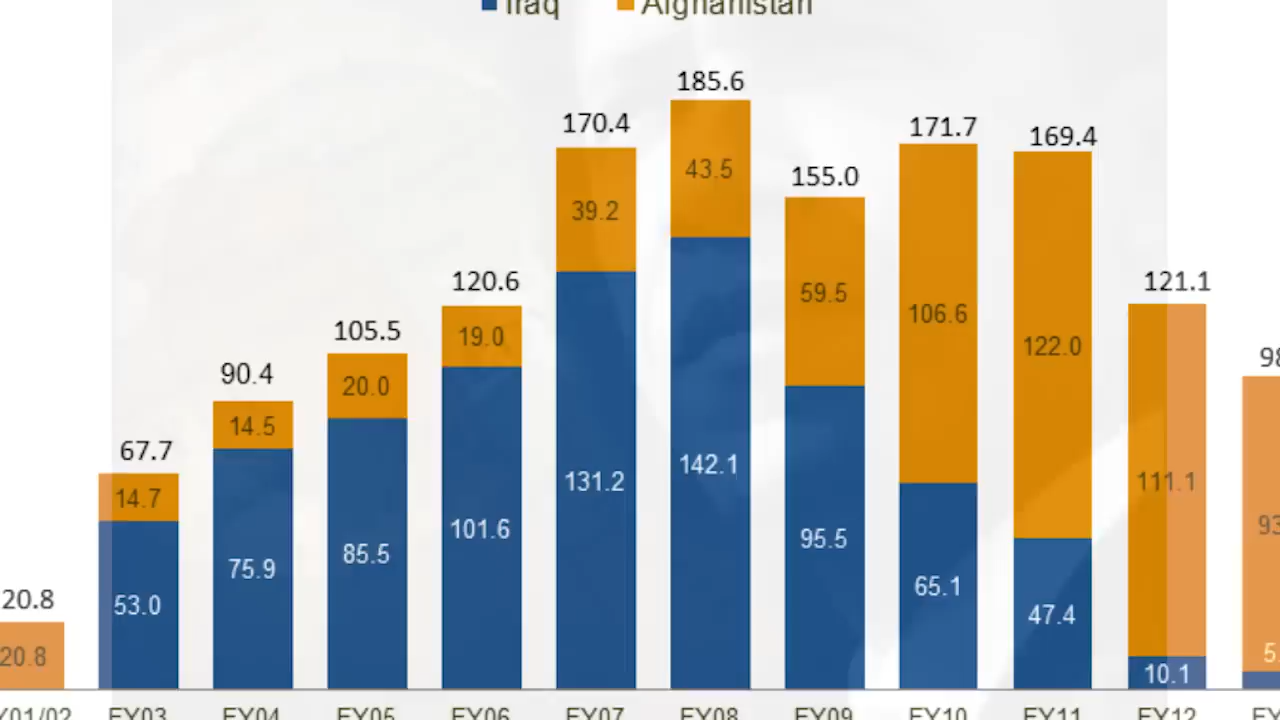 Iraq Afghanistan
185.6
170.4 171.7 169.4
43.5 155.0
39.2
120.6 121.1
59.5 106.6
105.5 19.0 122.0
90.4 20.0
14.5
67.7 142.1
14.7 131.2 111.1
101.6 95.5
85.5
75.9 65.1
20.8 53.0 47.4
20.8 10.1
FY03 FY04 FY05 FY06 FY07 FY08 FY09 FY10 FY11 FY12